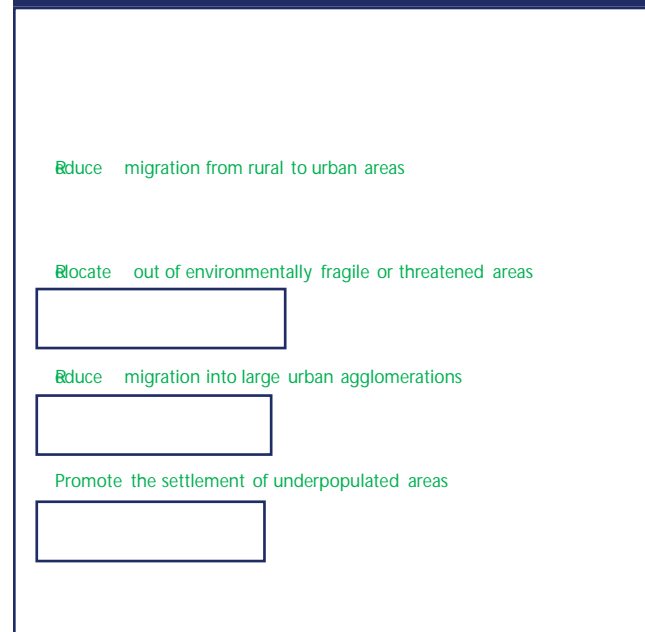 Reduce migration from rural to urban areas
Relocate out of environmentally fragile or threatened areas
Reduce migration into large urban agglomerations
Promote the settlement of underpopulated areas